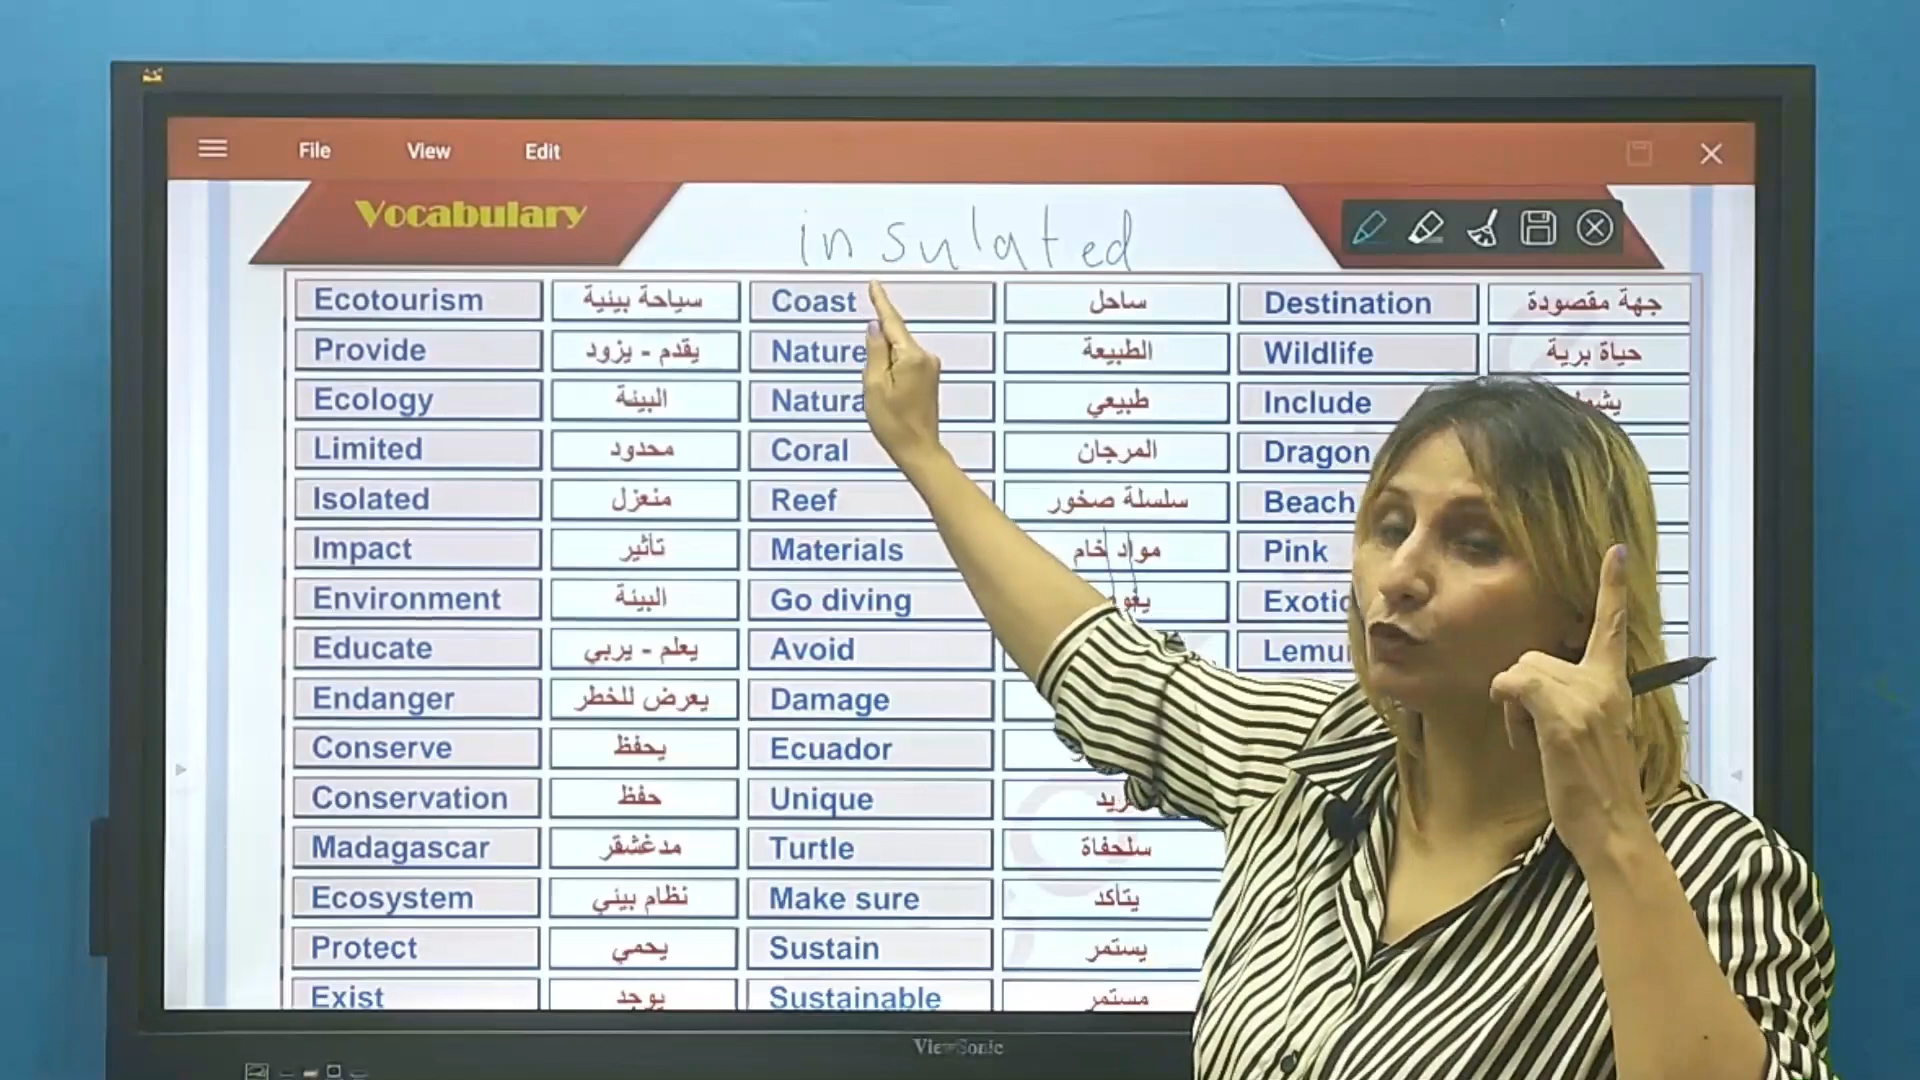 File View Edit
Vocabulary insulated
Ecotourism سياحة بيئية Coast ساحل Destination جهة مقصودة
Provide يقدم - يزود Nature الطبيعة Wildlife حياة برية
Ecology البيئة Natura طبيعي Include
Limited محدود Coral المرجان Dragon
Isolated منعزل Reef سلسلة صخور Beach
Impact تأثير Materials مواد خام Pink
Environment البيئة Go diving Exotic
Educate يعلم - يربي Avoid Lemu
Endanger يعرض للخطر Damage
Conserve يحفظ Ecuador
Conservation حفظ Unique
Madagascar مدغشقر Turtle سلحفاة
Ecosystem نظام بيئي Make sure يتأكد
Protect يحمي Sustain يستمر
Exist يوجد Sustainable مستمر
ViewSonic